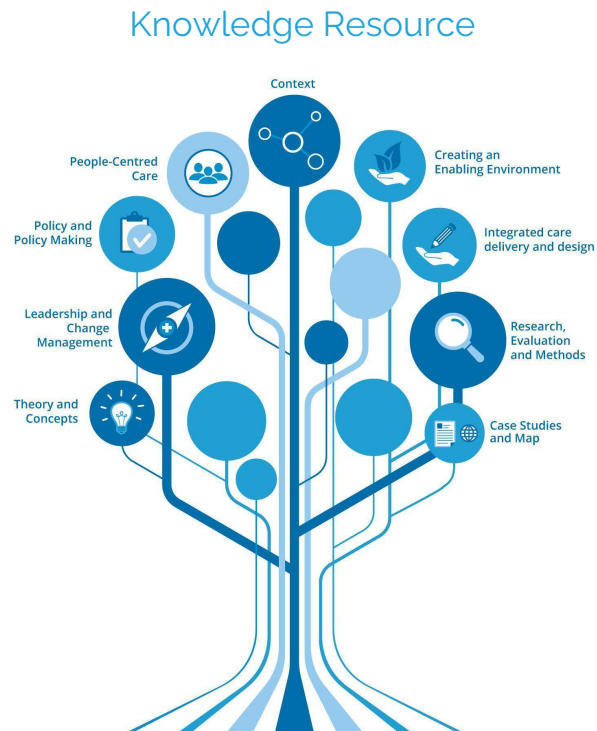 Knowledge Resource
Context
People-Centred
Care
Creating an
Enabling Environment
Policy and
Policy Making
Integrated care
delivery and design
Leadership and
Change
Management
Research,
Evaluation
and Methods
Theory and
Concepts
Case Studies
and Map